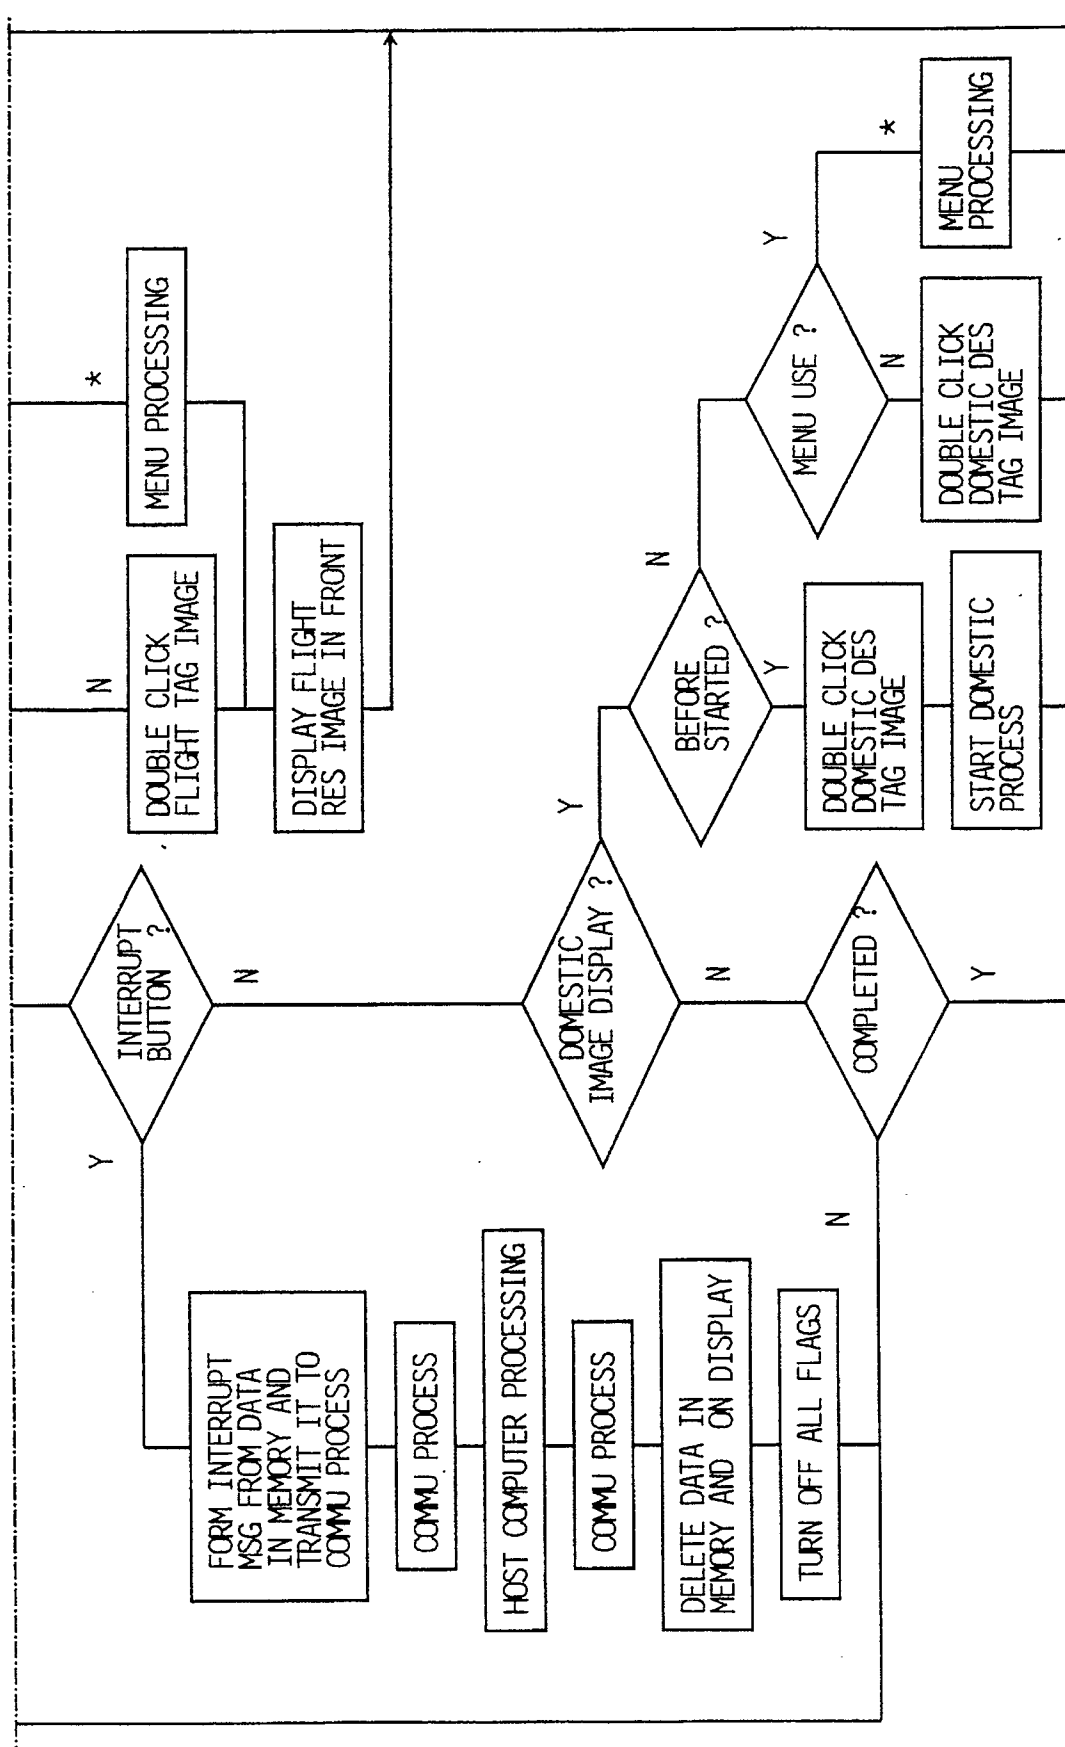 INTERRUPT
BUTTON ?
Y
N
FORM INTERRUPT
MSG FROM DATA
IN MEMORY AND
TRANSMIT IT TO
COMMU PROCESS
COMMU PROCESS
HOST COMPUTER PROCESSING
COMMU PROCESS
DELETE DATA IN
MEMORY AND ON DISPLAY
TURN OFF ALL FLAGS
N
DOUBLE CLICK
FLIGHT TAG IMAGE
*
MENU PROCESSING
DISPLAY FLIGHT
RES IMAGE IN FRONT
DOMESTIC
IMAGE DISPLAY ?
Y
N
COMPLETED ?
N
Y
BEFORE
STARTED ?
N
Y
DOUBLE CLICK
DOMESTIC DES
TAG IMAGE
START DOMESTIC
PROCESS
MENU USE ?
Y
N
DOUBLE CLICK
DOMESTIC DES
TAG IMAGE
*
MENU
PROCESSING